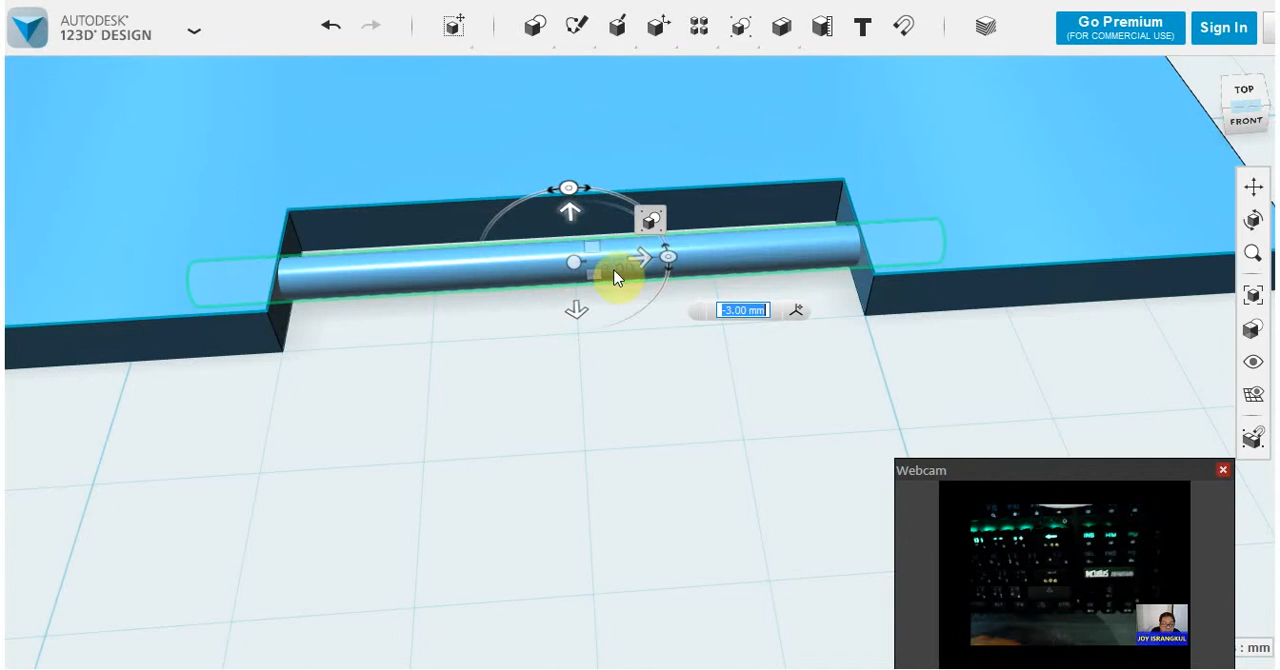 AUTODESK®
123D® DESIGN
Go Premium
(FOR COMMERCIAL USE)
Sign In
TOP
FRONT
-3.00 mm
Webcam
INS
JOY ISRANGKUL
: mm